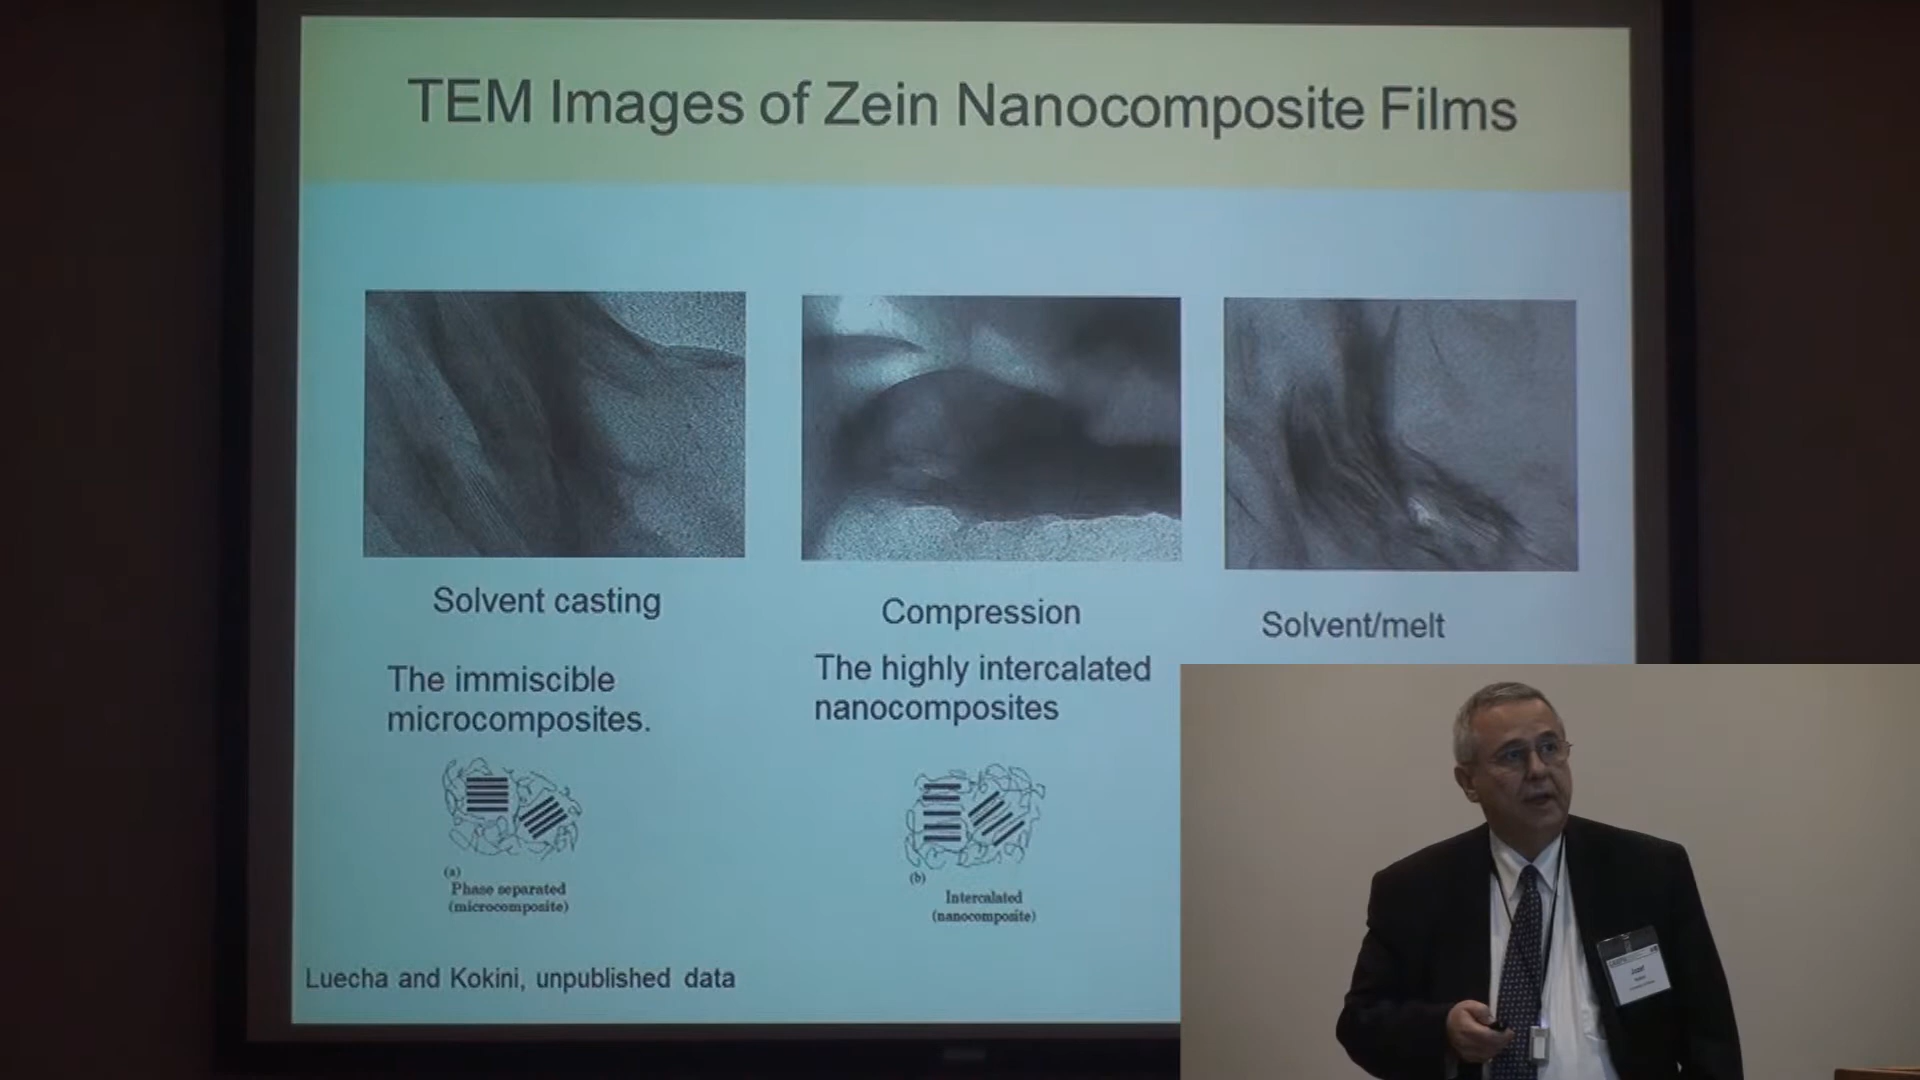 TEM Images of Zein Nanocomposite Films
Solvent casting
Compression
Solvent/melt
The immiscible
microcomposites.
The highly intercalated
nanocomposites
(a)
Phase separated
(microcomposite)
(b)
Intercalated
(nanocomposite)
Luecha and Kokini, unpublished data
Jozef